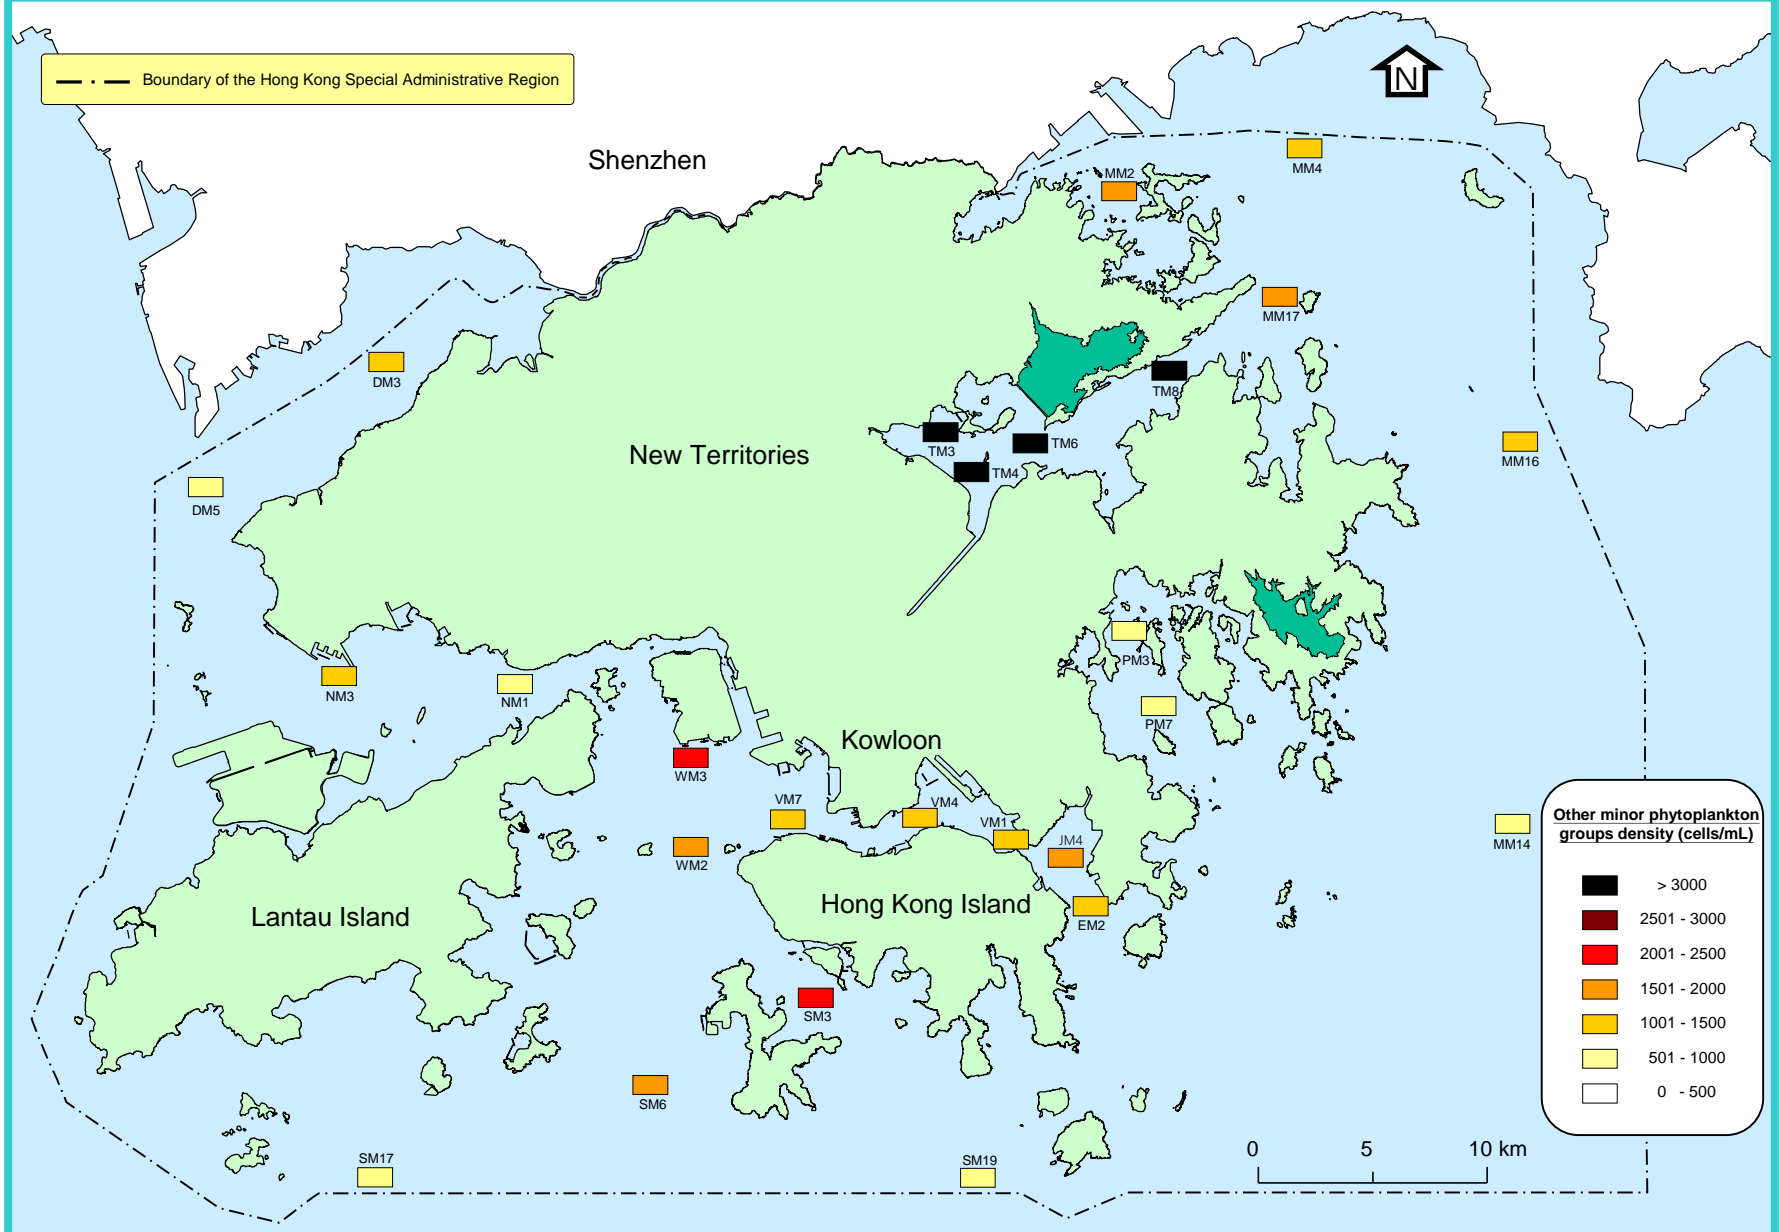 Boundary of the Hong Kong Special Administrative Region
N
Shenzhen
MM4
MM2
MM17
DM3
TM8
TM3
TM6
New Territories
MM16
TM4
DM5
PM3
NM3
NM1
PM7
Kowloon
WM3
VM7
VM4
VM1
JM4
MM14
WM2
Hong Kong Island
Lantau Island
EM2
SM3
SM6
SM17
SM19
Other minor phytoplankton
groups density (cells/mL)
> 3000
2501 - 3000
2001 - 2500
1501 - 2000
1001 - 1500
501 - 1000
0 - 500
0 5 10 km